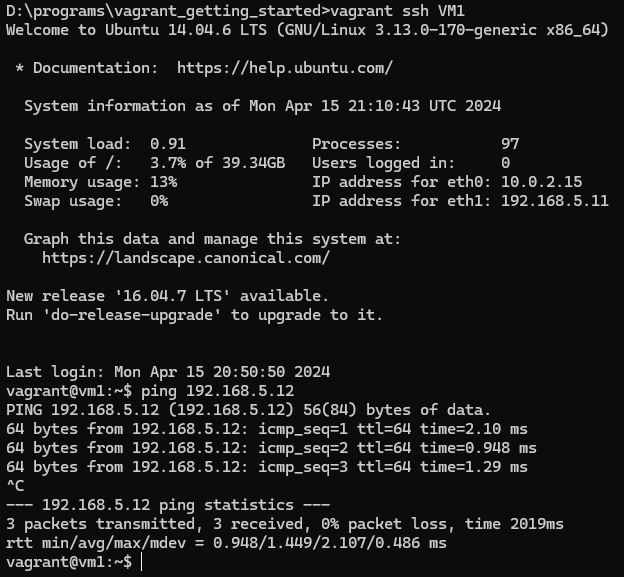 D:\programs\vagrant_getting_started>vagrant ssh VM1
Welcome to Ubuntu 14.04.6 LTS (GNU/Linux 3.13.0-170-generic x86_64)

 * Documentation:  https://help.ubuntu.com/

  System information as of Mon Apr 15 21:10:43 UTC 2024

  System load:  0.91              Processes:           97
  Usage of /:   3.7% of 39.34GB   Users logged in:     0
  Memory usage: 13%               IP address for eth0: 10.0.2.15
  Swap usage:   0%                IP address for eth1: 192.168.5.11

  Graph this data and manage this system at:
    https://landscape.canonical.com/

New release '16.04.7 LTS' available.
Run 'do-release-upgrade' to upgrade to it.


Last login: Mon Apr 15 20:50:50 2024
vagrant@vm1:~$ ping 192.168.5.12
PING 192.168.5.12 (192.168.5.12) 56(84) bytes of data.
64 bytes from 192.168.5.12: icmp_seq=1 ttl=64 time=2.10 ms
64 bytes from 192.168.5.12: icmp_seq=2 ttl=64 time=0.948 ms
64 bytes from 192.168.5.12: icmp_seq=3 ttl=64 time=1.29 ms
^C
--- 192.168.5.12 ping statistics ---
3 packets transmitted, 3 received, 0% packet loss, time 2019ms
rtt min/avg/max/mdev = 0.948/1.449/2.107/0.486 ms
vagrant@vm1:~$